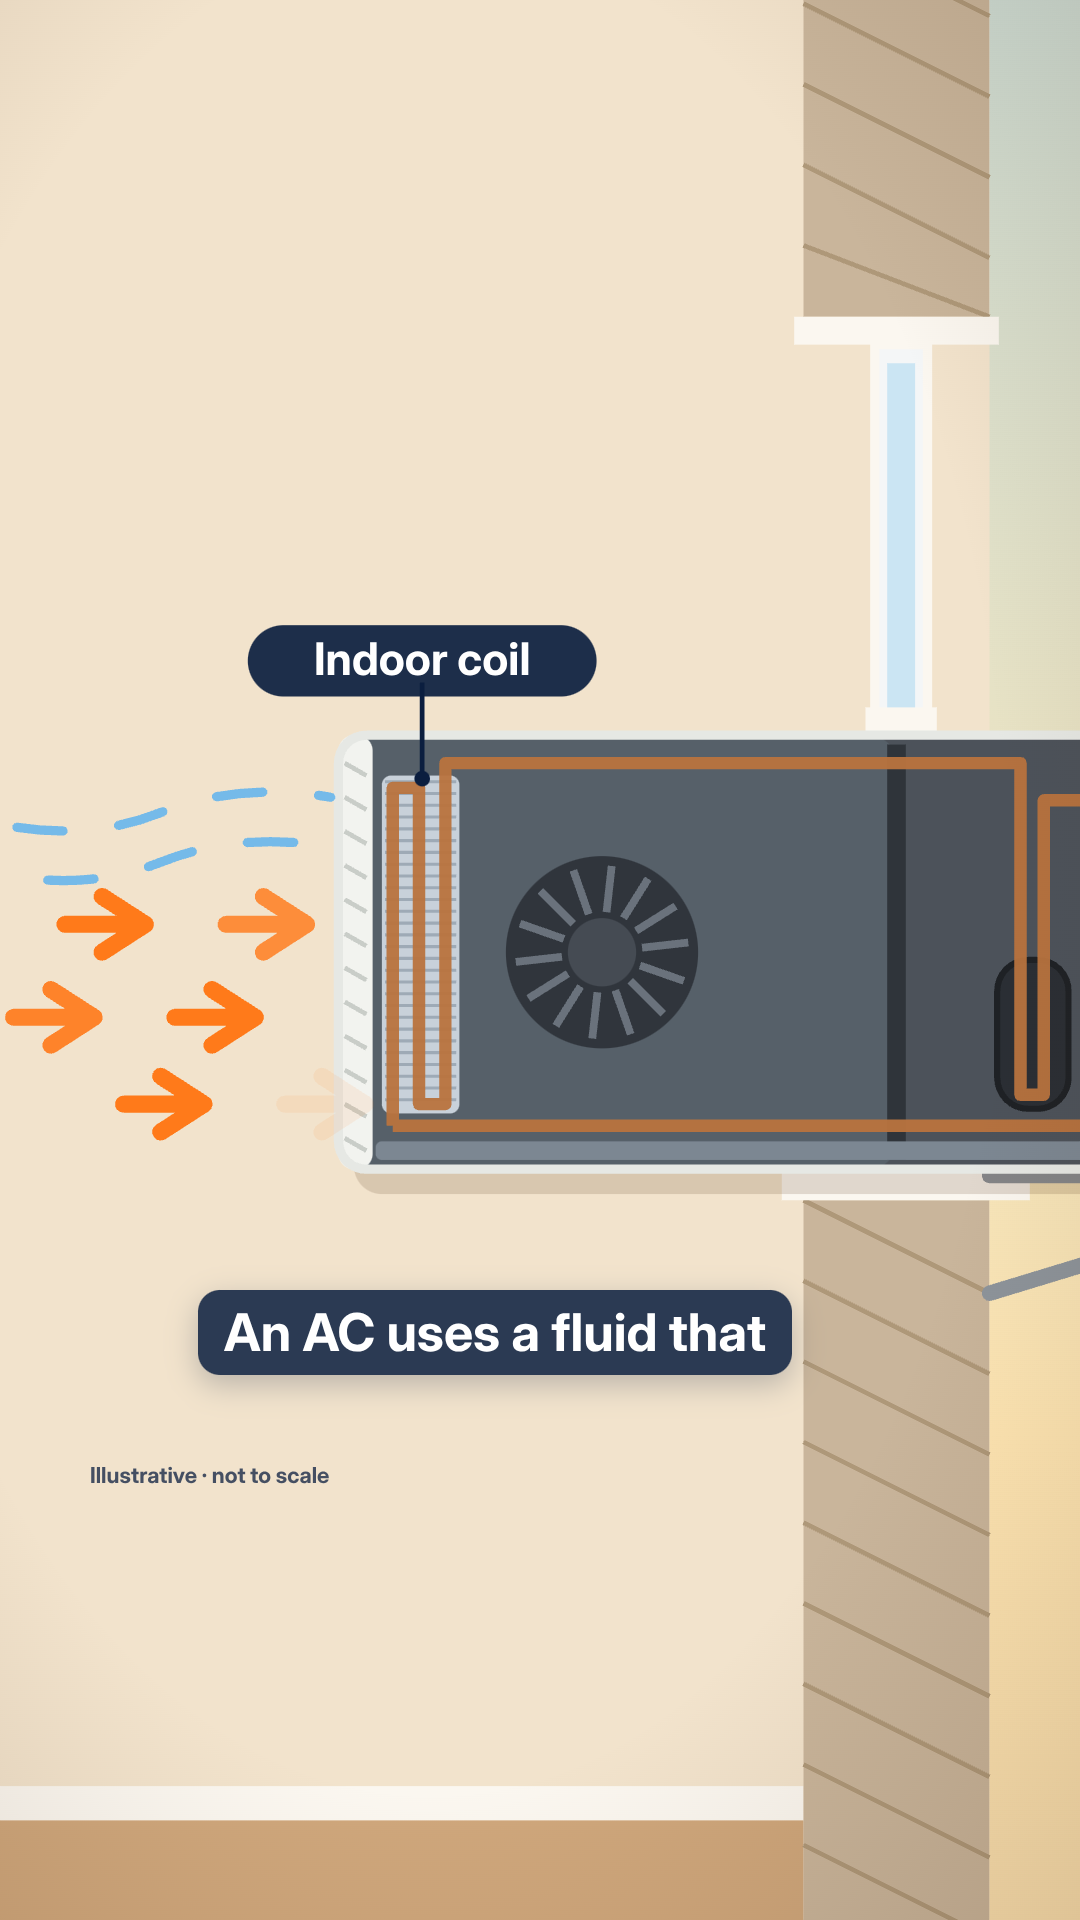 Indoor coil
An AC uses a fluid that
Illustrative · not to scale